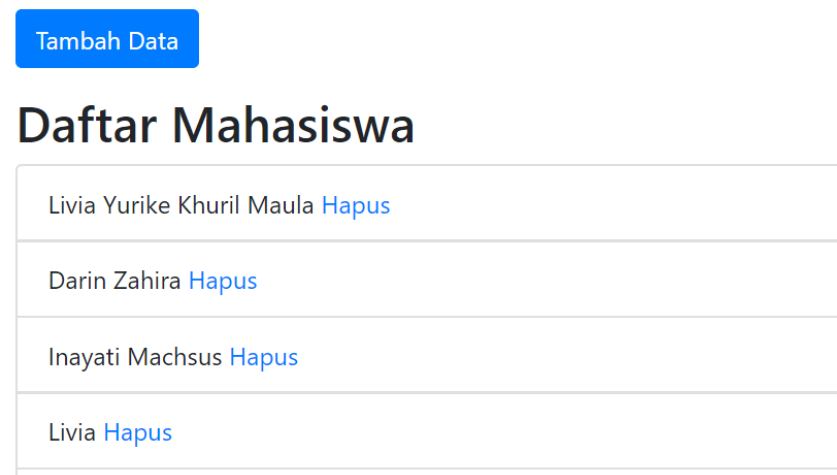 Tambah Data
Daftar Mahasiswa
Livia Yurike Khuril Maula Hapus
Darin Zahira Hapus
Inayati Machsus Hapus
Livia Hapus